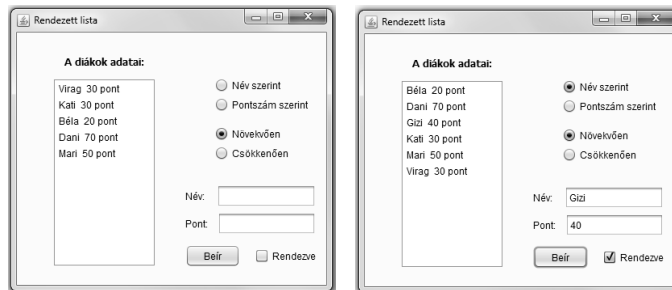 Rendezett lista
A diákok adatai:
Virag 30 pont
Kati 30 pont
Béla 20 pont
Dani 70 pont
Mari 50 pont
Név szerint
Pontszám szerint
Növekvően
Csökkenően
Név:
Pont:
Beír
Rendezve
Rendezett lista
A diákok adatai:
Béla 20 pont
Dani 70 pont
Gizi 40 pont
Kati 30 pont
Mari 50 pont
Virag 30 pont
Név szerint
Pontszám szerint
Növekvően
Csökkenően
Név: Gizi
Pont: 40
Beír
Rendezve